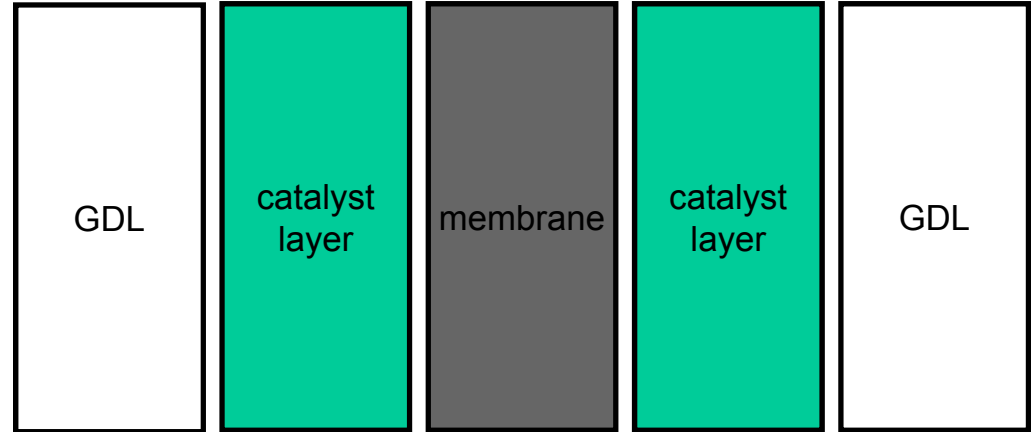 GDL
catalyst
layer
membrane
catalyst
layer
GDL